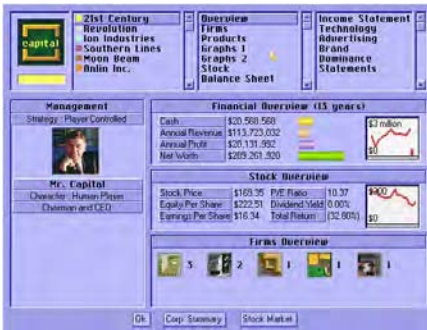 capital
21st Century
Revolution
Ion Industries
Southern Lines
Moon Beam
Anlin Inc.
Overview
Firms
Products
Graphs 1
Graphs 2
Stock
Balance Sheet
Income Statement
Technology
Advertising
Brand
Dominance
Statements
Management
Strategy : Player Controlled
Mr. Capital
Character : Human Player
Chairman and CEO
Financial Overview (15 years)
Cash $20,568,568
Annual Revenue $113,723,032
Annual Profit $20,131,992
Net Worth $269,261,920
$3 million
$0
Stock Overview
Stock Price $169.35 P/E Ratio 10.37
Equity Per Share $222.51 Dividend Yield 0.00%
Earnings Per Share $16.34 Total Return (32.60%)
$0
Firms Overview
3 2 1 1 1
Ok Corp. Summary Stock Market